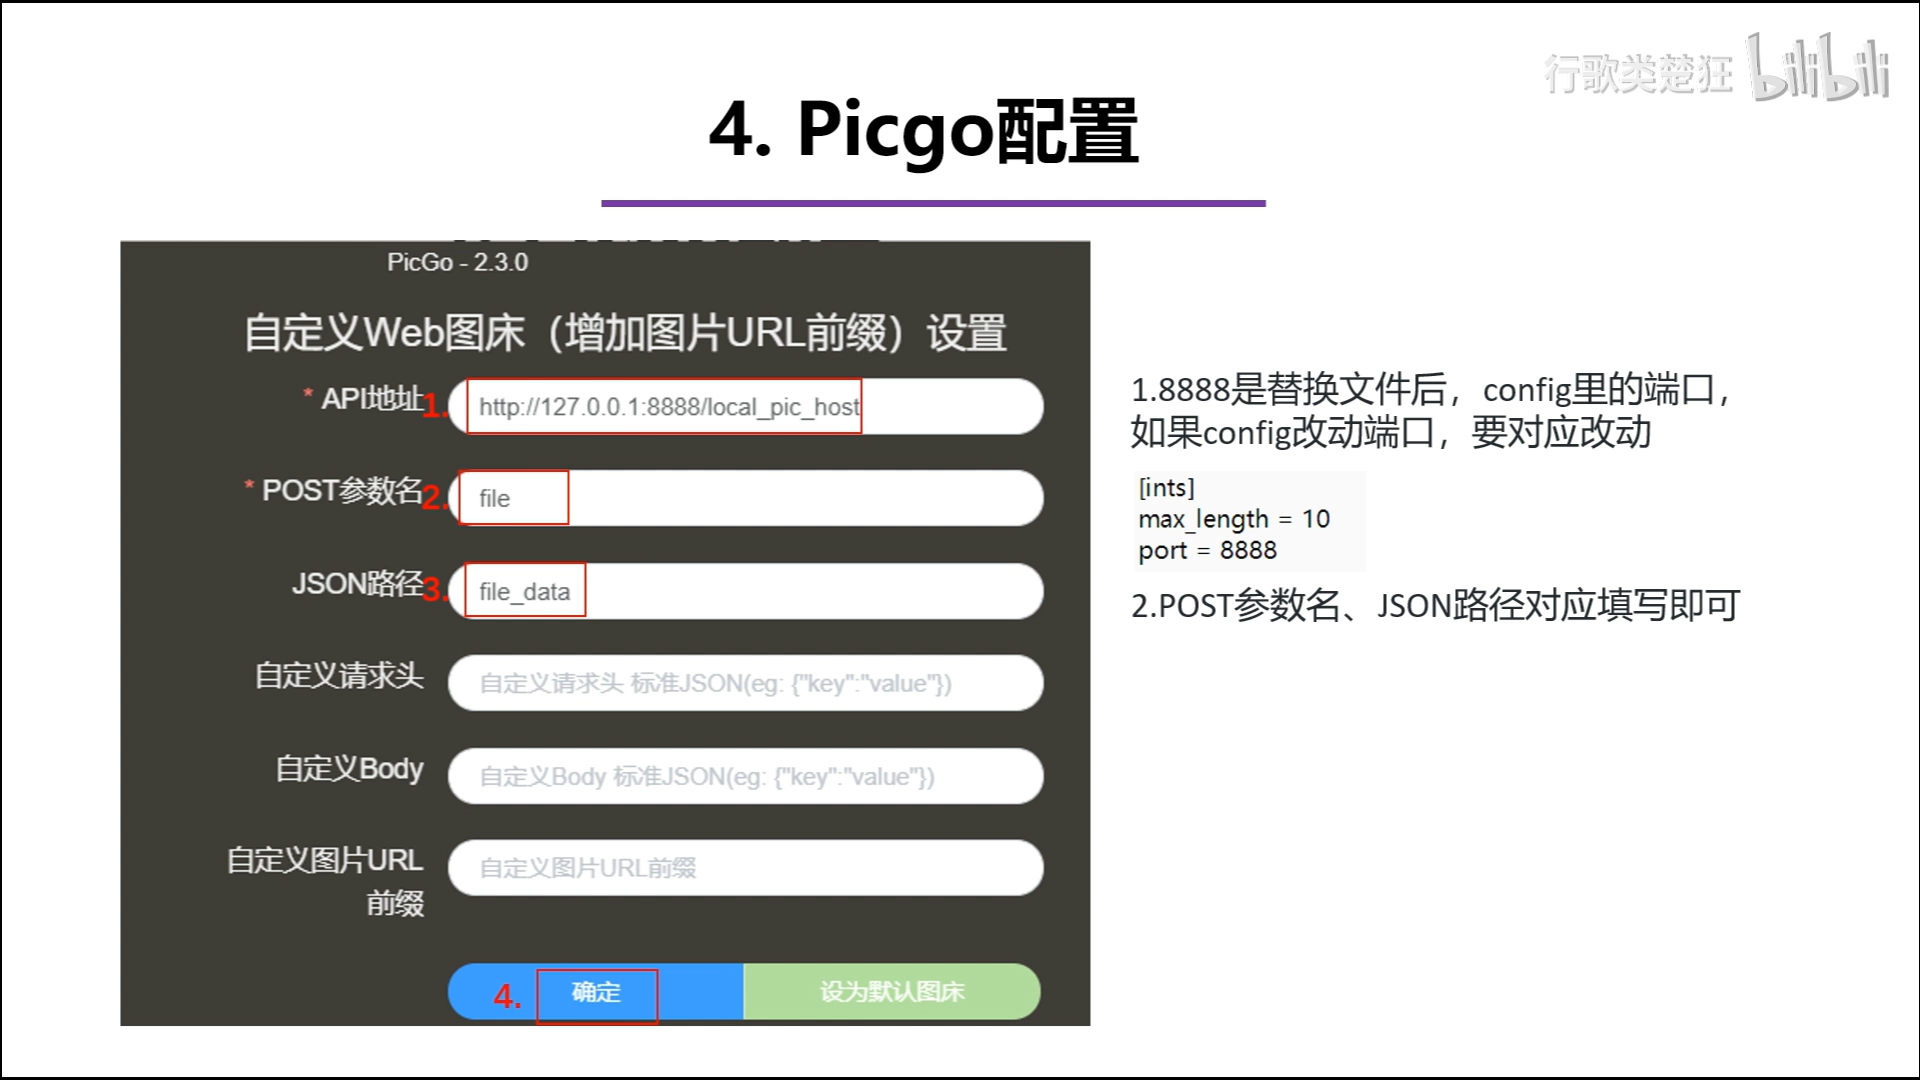 行歌类楚狂 bilibili
4. Picgo配置
PicGo - 2.3.0
自定义Web图床（增加图片URL前缀）设置
* API地址 1. http://127.0.0.1:8888/local_pic_host
* POST参数名 2. file
JSON路径 3. file_data
自定义请求头 自定义请求头 标准JSON(eg: {"key":"value"})
自定义Body 自定义Body 标准JSON(eg: {"key":"value"})
自定义图片URL 自定义图片URL前缀
前缀
4. 确定 设为默认图床
1.8888是替换文件后，config里的端口，
如果config改动端口，要对应改动
[ints]
max_length = 10
port = 8888
2.POST参数名、JSON路径对应填写即可